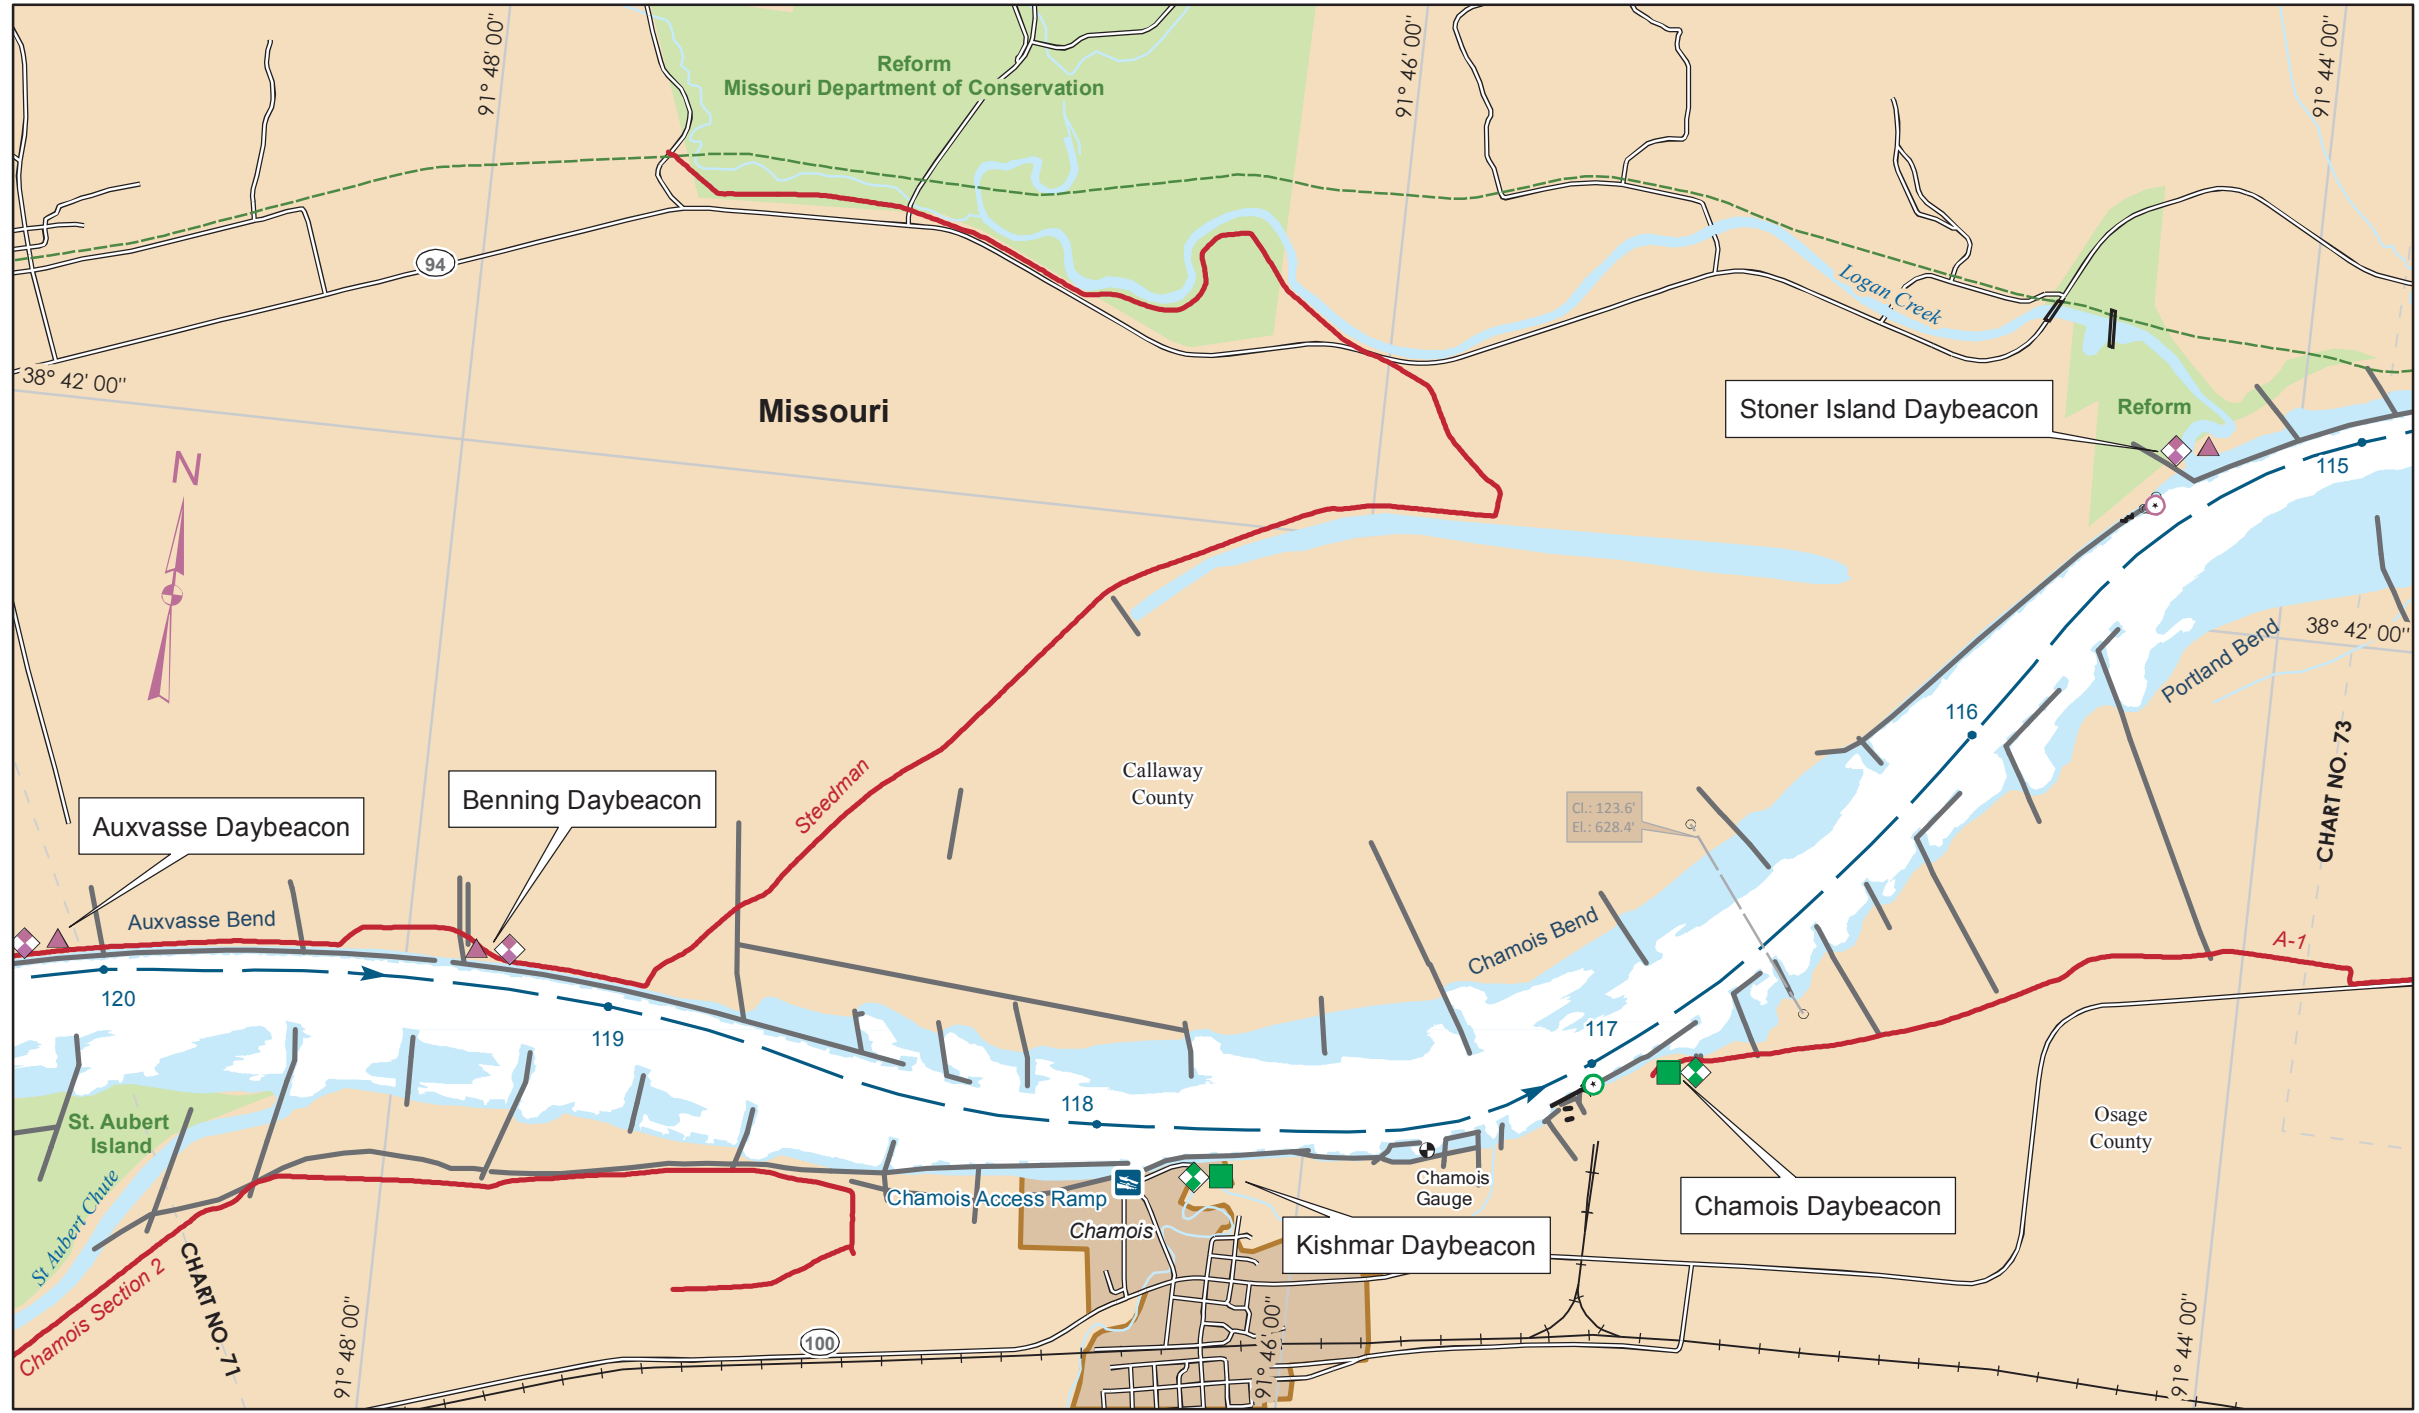 91° 48' 00"
91° 46' 00"
91° 44' 00"
Reform
Missouri Department of Conservation
94
Logan Creek
38° 42' 00"
Missouri
Stoner Island Daybeacon
Reform
115
N
38° 42' 00"
Portland Bend
116
CHART NO. 73
Callaway
County
Steedman
Cl.: 123.6'
El.: 628.4'
Benning Daybeacon
Auxvasse Daybeacon
Auxvasse Bend
Chamois Bend
A-1
120
119
118
117
St. Aubert
Island
Osage
County
St Aubert Chute
Chamois Access Ramp
Chamois
Gauge
Chamois Daybeacon
Chamois
Kishmar Daybeacon
Chamois Section 2
CHART NO. 71
100
91° 48' 00"
91° 46' 00"
91° 44' 00"